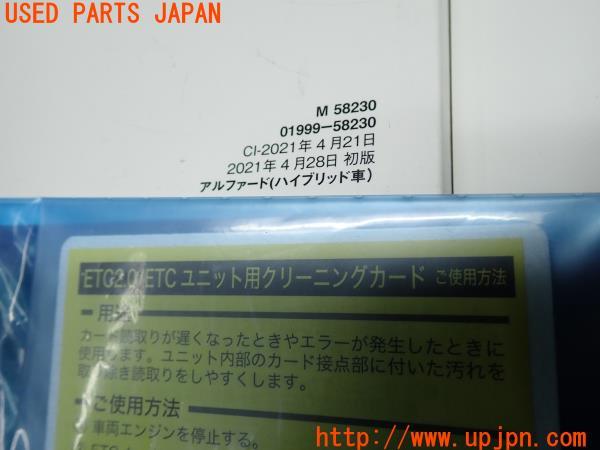 USED PARTS JAPAN
M 58230
01999-58230
CI-2021年4月21日
2021年4月28日 初版
アルファード(ハイブリッド車)
ETC2.0/ETC ユニット用クリーニングカード ご使用方法
用途
カード読取りが遅くなったときやエラーが発生したときに
使用します。ユニット内部のカード接点部に付いた汚れを
取り除き読取りをしやすくします。
ご使用方法
車両エンジンを停止する。
http://www.upjpn.com/